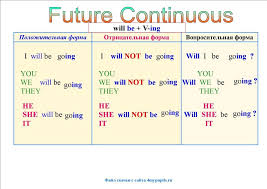 Future Continuous
will be + V-ing
Положительная форма Отрицательная форма Вопросительная форма
I will be going I will NOT be going Will I be going ?
YOU YOU YOU
WE will be going WE will NOT be going Will WE be going ?
THEY THEY THEY
HE HE HE
SHE will be going SHE will NOT be going Will SHE be going ?
IT IT IT
Файл скачан с сайта 4mypupils.ru